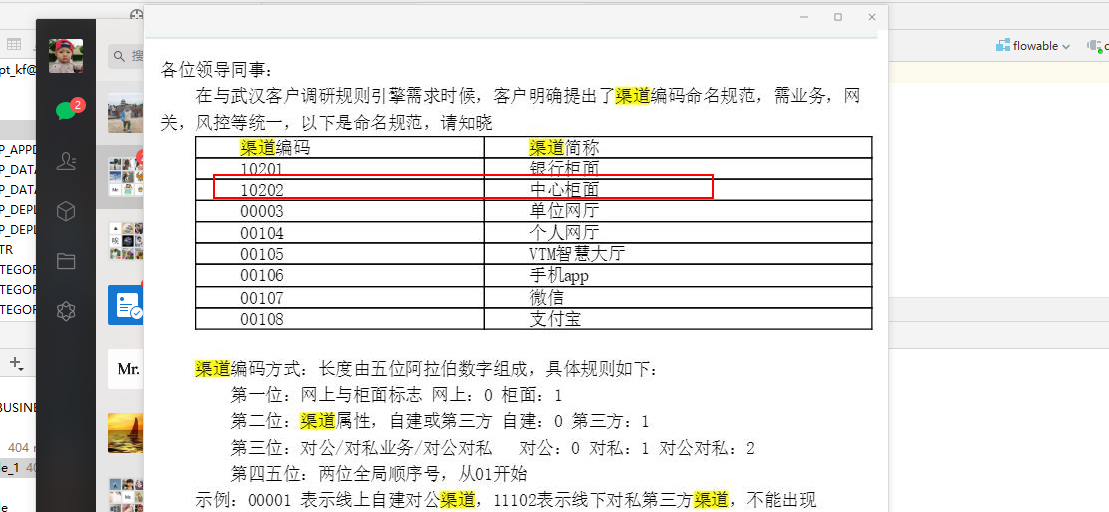 搜
2
flowable
pt_kf@
P_APPD
P_DATA
P_DATA
P_DEPL
P_DEPL
TR
TEGOR
TEGOR
TEGOR
BUSINE
404
e_1 40
le
Mr.
各位领导同事:
在与武汉客户调研规则引擎需求时候，客户明确提出了渠道编码命名规范，需业务，网
关，风控等统一，以下是命名规范，请知晓
渠道编码 渠道简称
10201 银行柜面
10202 中心柜面
00003 单位网厅
00104 个人网厅
00105 VTM智慧大厅
00106 手机app
00107 微信
00108 支付宝
渠道编码方式: 长度由五位阿拉伯数字组成，具体规则如下:
第一位: 网上与柜面标志 网上: 0 柜面: 1
第二位: 渠道属性，自建或第三方 自建: 0 第三方: 1
第三位: 对公/对私业务/对公对私 对公: 0 对私: 1 对公对私: 2
第四五位: 两位全局顺序号，从01开始
示例: 00001 表示线上自建对公渠道，11102表示线下对私第三方渠道，不能出现